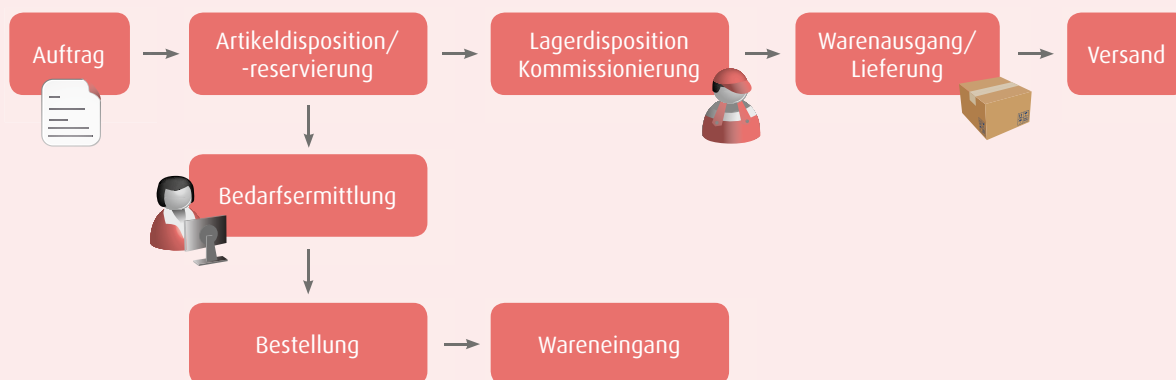 Auftrag
Artikeldisposition/
-reservierung
Lagerdisposition
Kommissionierung
Warenausgang/
Lieferung
Versand
Bedarfsermittlung
Bestellung
Wareneingang